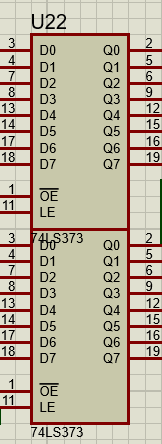 U22
3 D0 Q0 2
4 D1 Q1 5
7 D2 Q2 6
8 D3 Q3 9
13 D4 Q4 12
14 D5 Q5 15
17 D6 Q6 16
18 D7 Q7 19
1 OE
11 LE
74LS373
3 D0 Q0 2
4 D1 Q1 5
7 D2 Q2 6
8 D3 Q3 9
13 D4 Q4 12
14 D5 Q5 15
17 D6 Q6 16
18 D7 Q7 19
1 OE
11 LE
74LS373